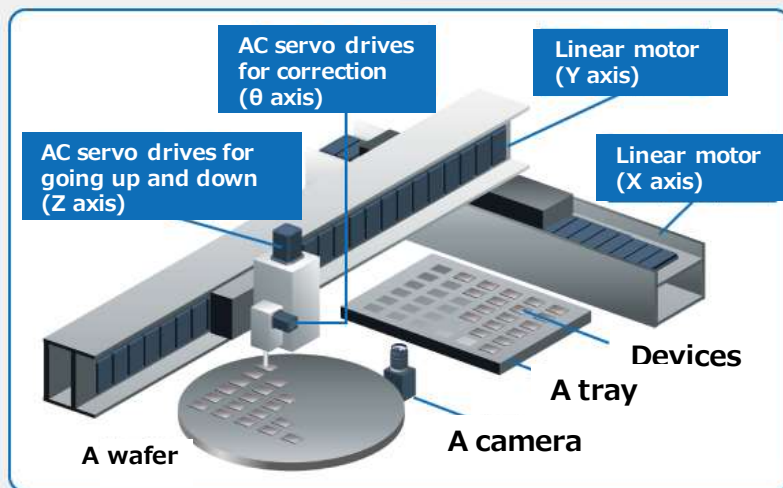 AC servo drives
for correction
(θ axis)
Linear motor
(Y axis)
AC servo drives for
going up and down
(Z axis)
Linear motor
(X axis)
Devices
A tray
A camera
A wafer